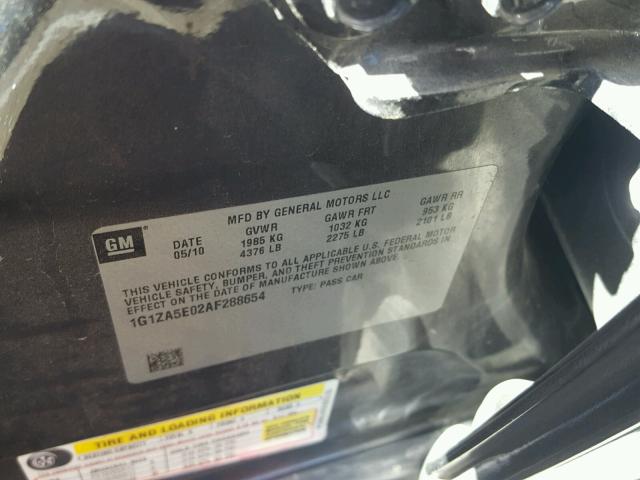 MFD BY GENERAL MOTORS LLC
GM DATE GVWR GAWR FRT GAWR RR
05/10 1985 KG 1032 KG 953 KG
4376 LB 2275 LB 2101 LB
THIS VEHICLE CONFORMS TO ALL APPLICABLE U.S. FEDERAL MOTOR
VEHICLE SAFETY, BUMPER, AND THEFT PREVENTION STANDARDS IN
EFFECT ON THE DATE OF MANUFACTURE SHOWN ABOVE.
1G1ZA5E02AF288654 TYPE: PASS CAR
TIRE AND LOADING INFORMATION